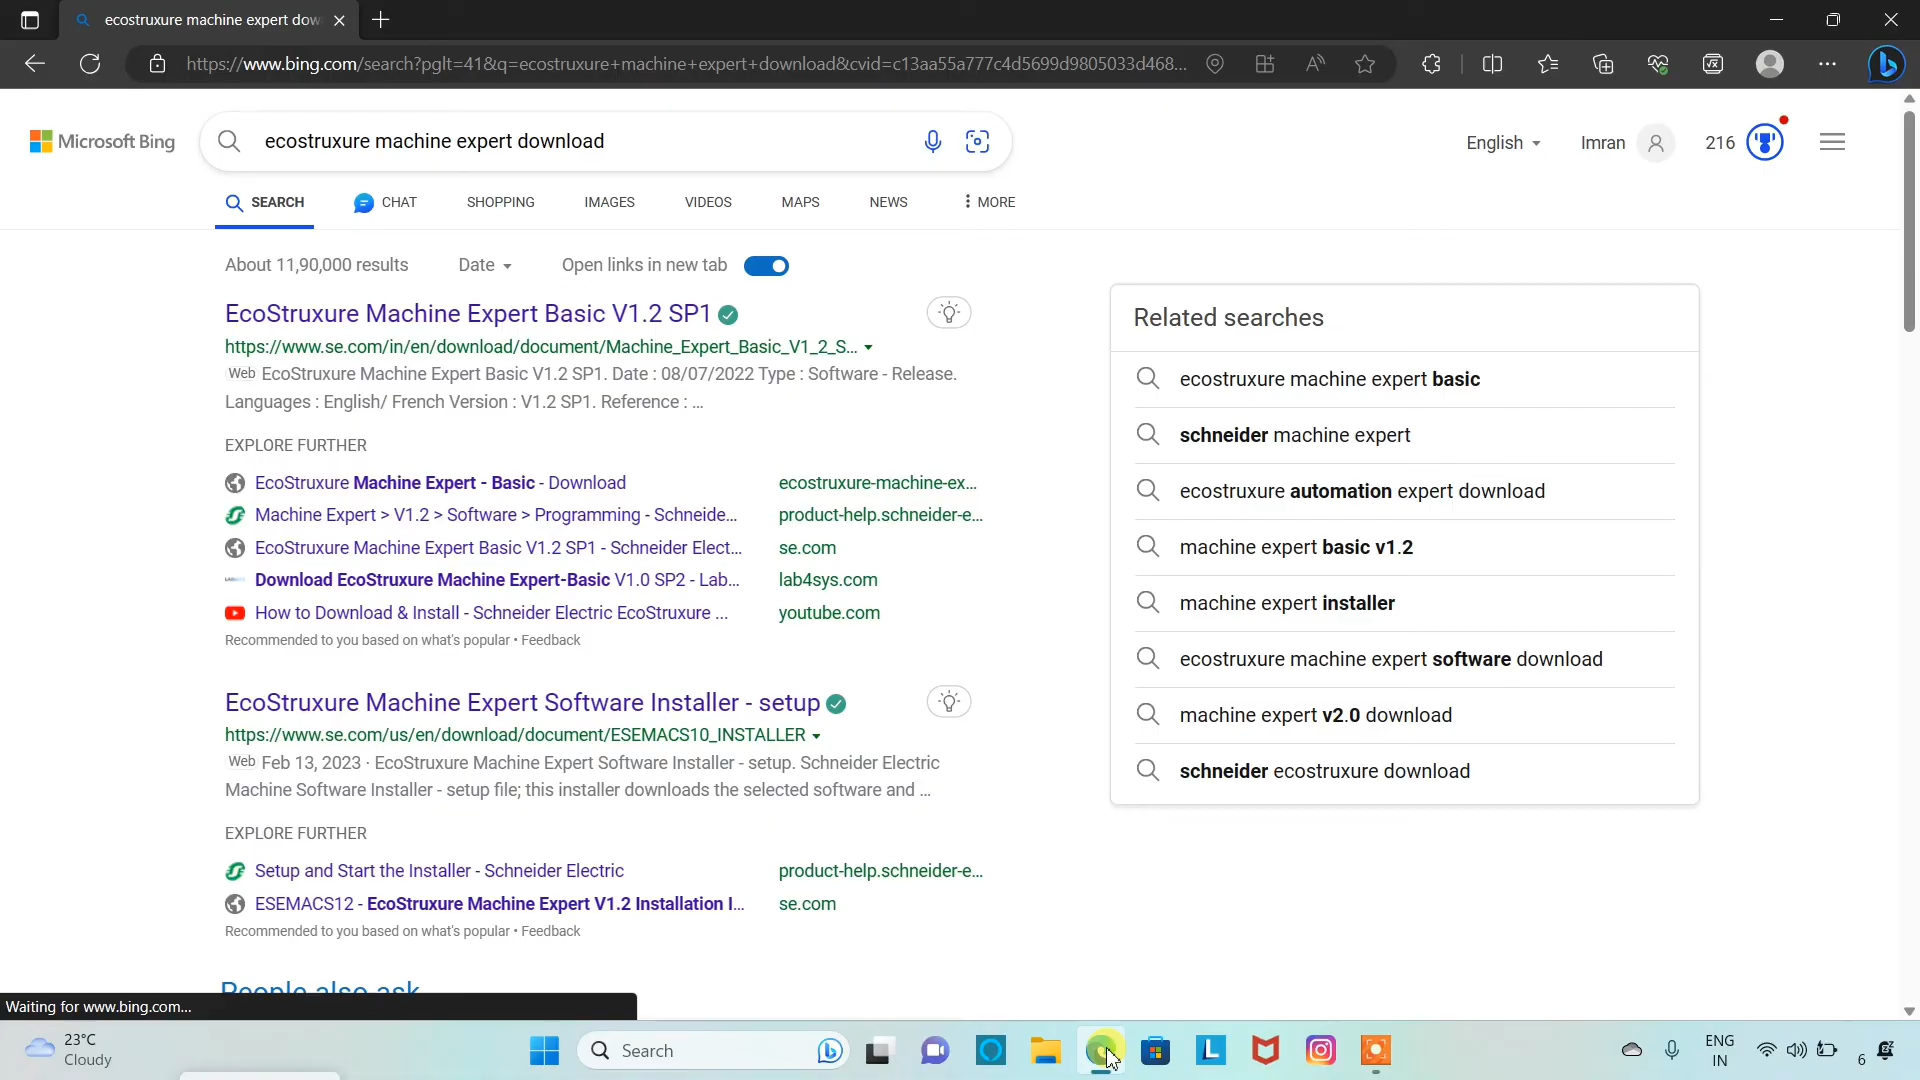 ecostruxure machine expert dow
https://www.bing.com/search?pglt=41&q=ecostruxure+machine+expert+download&cvid=c13aa55a777c4d5699d9805033d468...
Microsoft Bing
ecostruxure machine expert download
English
Imran
216
SEARCH
CHAT
SHOPPING
IMAGES
VIDEOS
MAPS
NEWS
MORE
About 11,90,000 results
Date
Open links in new tab
EcoStruxure Machine Expert Basic V1.2 SP1
https://www.se.com/in/en/download/document/Machine_Expert_Basic_V1_2_S...
Web EcoStruxure Machine Expert Basic V1.2 SP1. Date : 08/07/2022 Type : Software - Release.
Languages : English/ French Version : V1.2 SP1. Reference : ...
EXPLORE FURTHER
EcoStruxure Machine Expert - Basic - Download ecostruxure-machine-ex...
Machine Expert > V1.2 > Software > Programming - Schneide... product-help.schneider-e...
EcoStruxure Machine Expert Basic V1.2 SP1 - Schneider Elect... se.com
Download EcoStruxure Machine Expert-Basic V1.0 SP2 - Lab... lab4sys.com
How to Download & Install - Schneider Electric EcoStruxure ... youtube.com
Recommended to you based on what's popular • Feedback
EcoStruxure Machine Expert Software Installer - setup
https://www.se.com/us/en/download/document/ESEMACS10_INSTALLER
Web Feb 13, 2023 · EcoStruxure Machine Expert Software Installer - setup. Schneider Electric
Machine Software Installer - setup file; this installer downloads the selected software and ...
EXPLORE FURTHER
Setup and Start the Installer - Schneider Electric product-help.schneider-e...
ESEMACS12 - EcoStruxure Machine Expert V1.2 Installation I... se.com
Recommended to you based on what's popular • Feedback
People also ask
Related searches
ecostruxure machine expert basic
schneider machine expert
ecostruxure automation expert download
machine expert basic v1.2
machine expert installer
ecostruxure machine expert software download
machine expert v2.0 download
schneider ecostruxure download
Waiting for www.bing.com...
23°C
Cloudy
Search
ENG
IN
6